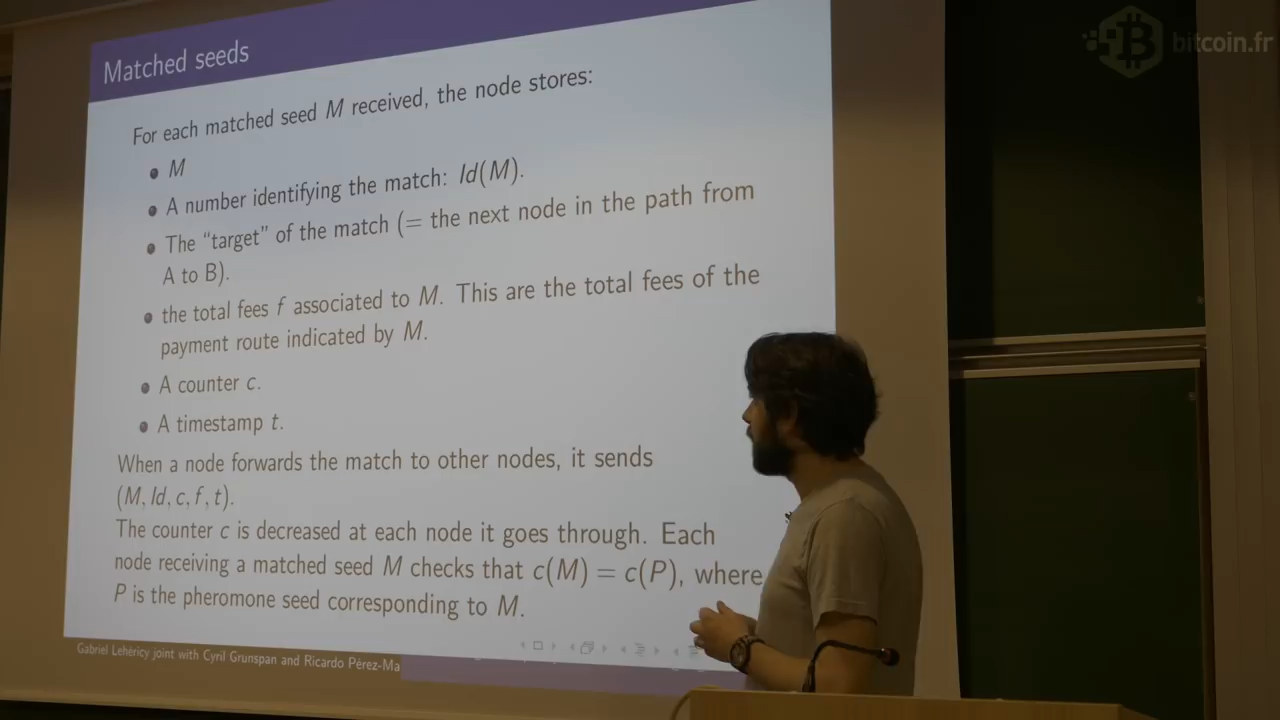 bitcoin.fr
Matched seeds
For each matched seed M received, the node stores:
M
A number identifying the match: Id(M).
The “target” of the match (= the next node in the path from
A to B).
the total fees f associated to M. This are the total fees of the
payment route indicated by M.
A counter c.
A timestamp t.
When a node forwards the match to other nodes, it sends
(M, Id, c, f, t).
The counter c is decreased at each node it goes through. Each
node receiving a matched seed M checks that c(M) = c(P), where
P is the pheromone seed corresponding to M.
Gabriel Lehéricy joint with Cyril Grunspan and Ricardo Pérez-Ma